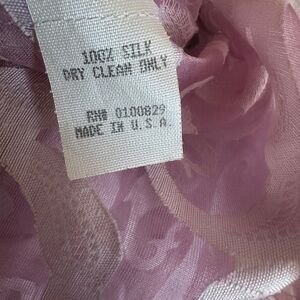 100% SILK
DRY CLEAN ONLY
RN# 0100829
MADE IN U.S.A.